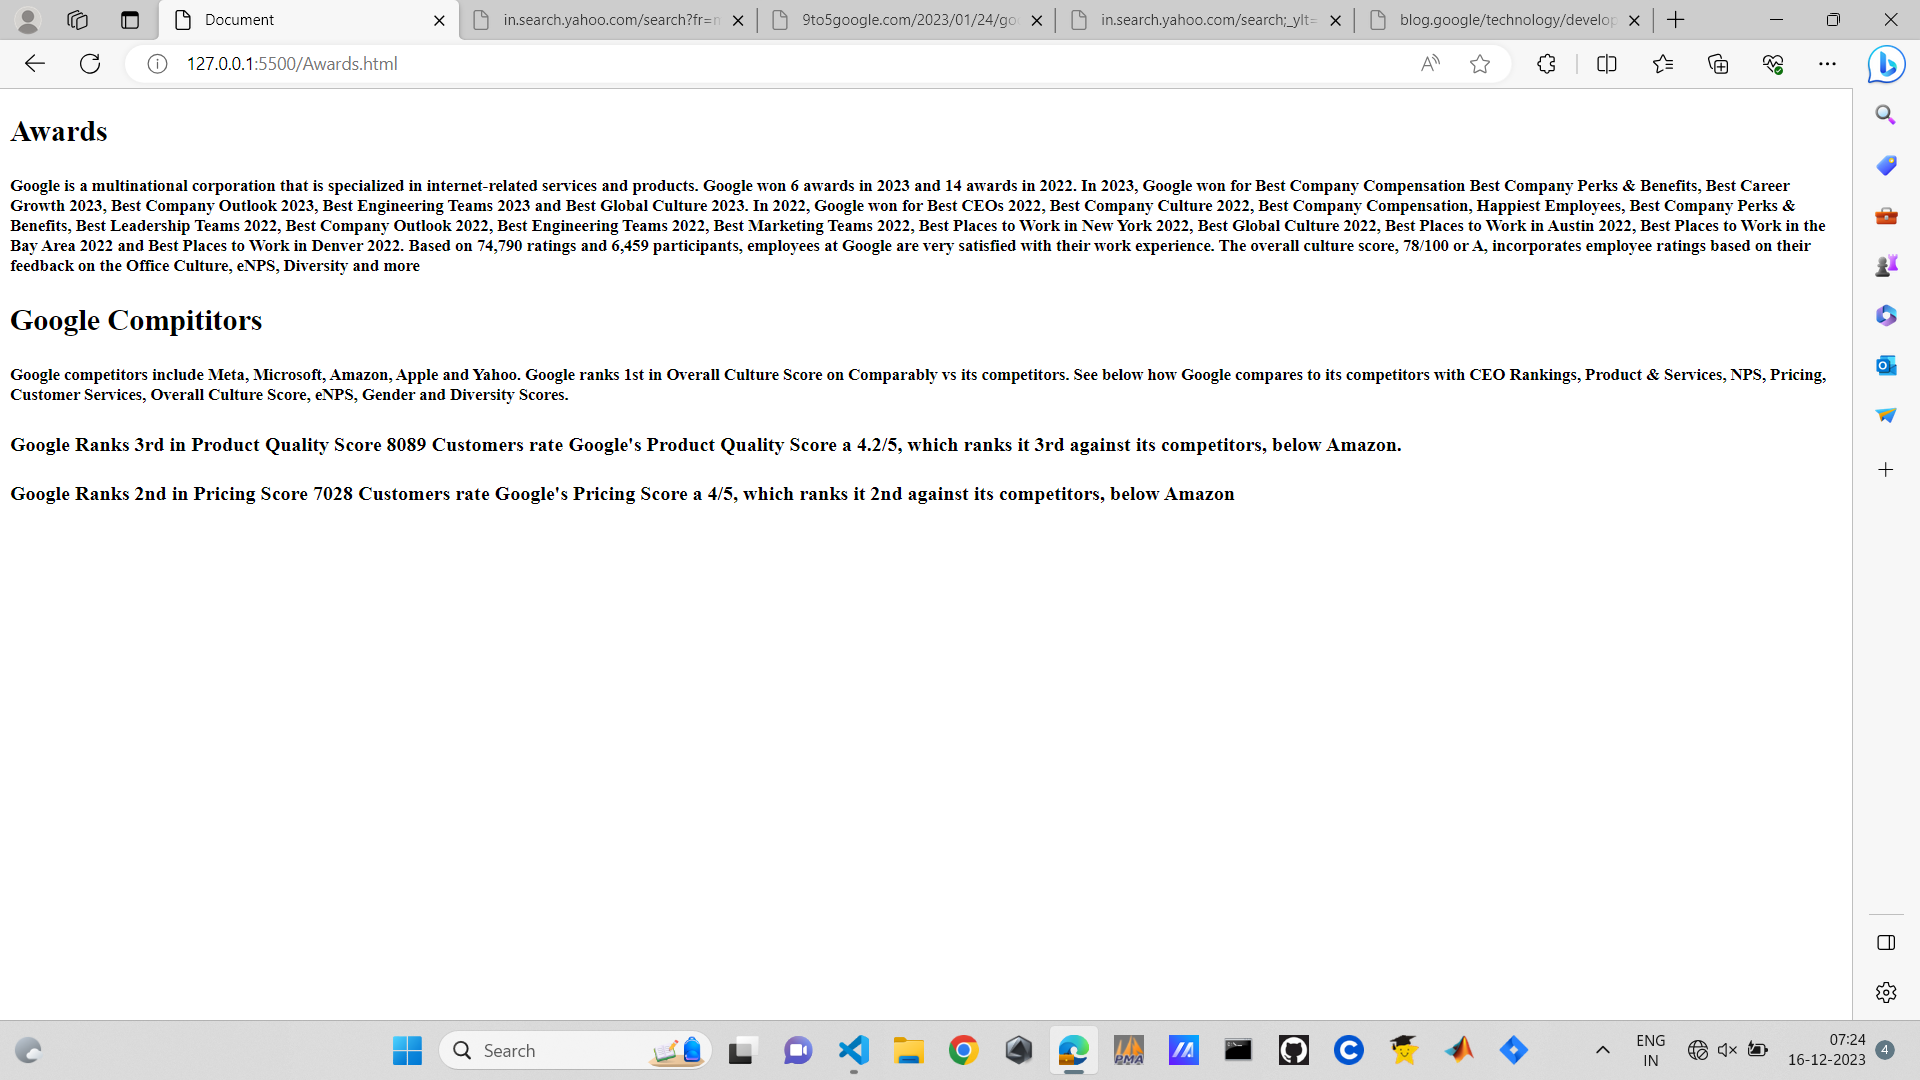 Document
in.search.yahoo.com/search?fr=m
9to5google.com/2023/01/24/goo
in.search.yahoo.com/search;_ylt=
blog.google/technology/develop
127.0.0.1:5500/Awards.html
Awards
Google is a multinational corporation that is specialized in internet-related services and products. Google won 6 awards in 2023 and 14 awards in 2022. In 2023, Google won for Best Company Compensation Best Company Perks & Benefits, Best Career
Growth 2023, Best Company Outlook 2023, Best Engineering Teams 2023 and Best Global Culture 2023. In 2022, Google won for Best CEOs 2022, Best Company Culture 2022, Best Company Compensation, Happiest Employees, Best Company Perks &
Benefits, Best Leadership Teams 2022, Best Company Outlook 2022, Best Engineering Teams 2022, Best Marketing Teams 2022, Best Places to Work in New York 2022, Best Global Culture 2022, Best Places to Work in Austin 2022, Best Places to Work in the
Bay Area 2022 and Best Places to Work in Denver 2022. Based on 74,790 ratings and 6,459 participants, employees at Google are very satisfied with their work experience. The overall culture score, 78/100 or A, incorporates employee ratings based on their
feedback on the Office Culture, eNPS, Diversity and more
Google Compititors
Google competitors include Meta, Microsoft, Amazon, Apple and Yahoo. Google ranks 1st in Overall Culture Score on Comparably vs its competitors. See below how Google compares to its competitors with CEO Rankings, Product & Services, NPS, Pricing,
Customer Services, Overall Culture Score, eNPS, Gender and Diversity Scores.
Google Ranks 3rd in Product Quality Score 8089 Customers rate Google's Product Quality Score a 4.2/5, which ranks it 3rd against its competitors, below Amazon.
Google Ranks 2nd in Pricing Score 7028 Customers rate Google's Pricing Score a 4/5, which ranks it 2nd against its competitors, below Amazon
Search
PMA
ENG
IN
07:24
16-12-2023
4